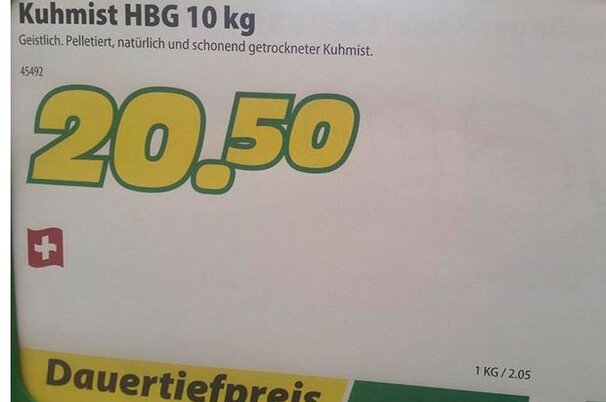 Kuhmist HBG 10 kg
Geistlich. Pelletiert, natürlich und schonend getrockneter Kuhmist.
45492
20.50
1 KG / 2.05
Dauertiefpreis